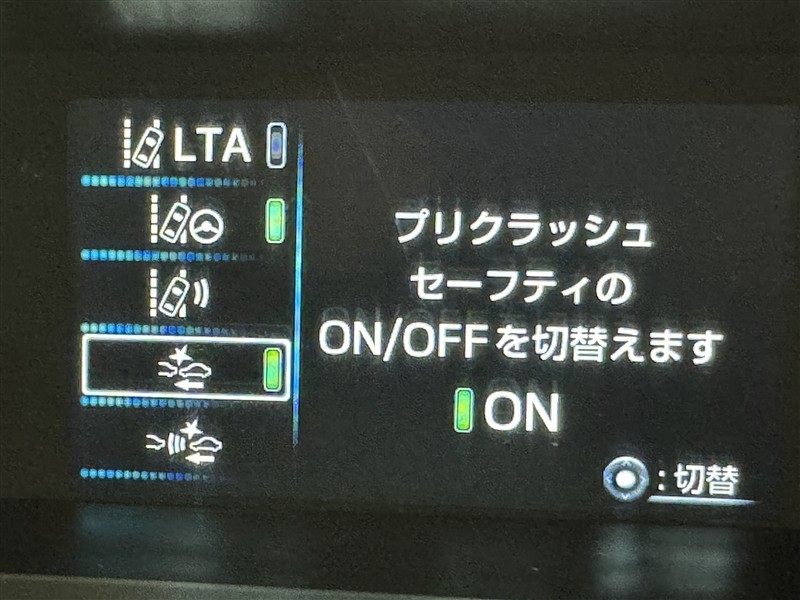 LTA
プリクラッシュ
セーフティの
ON/OFFを切替えます
ON
:切替